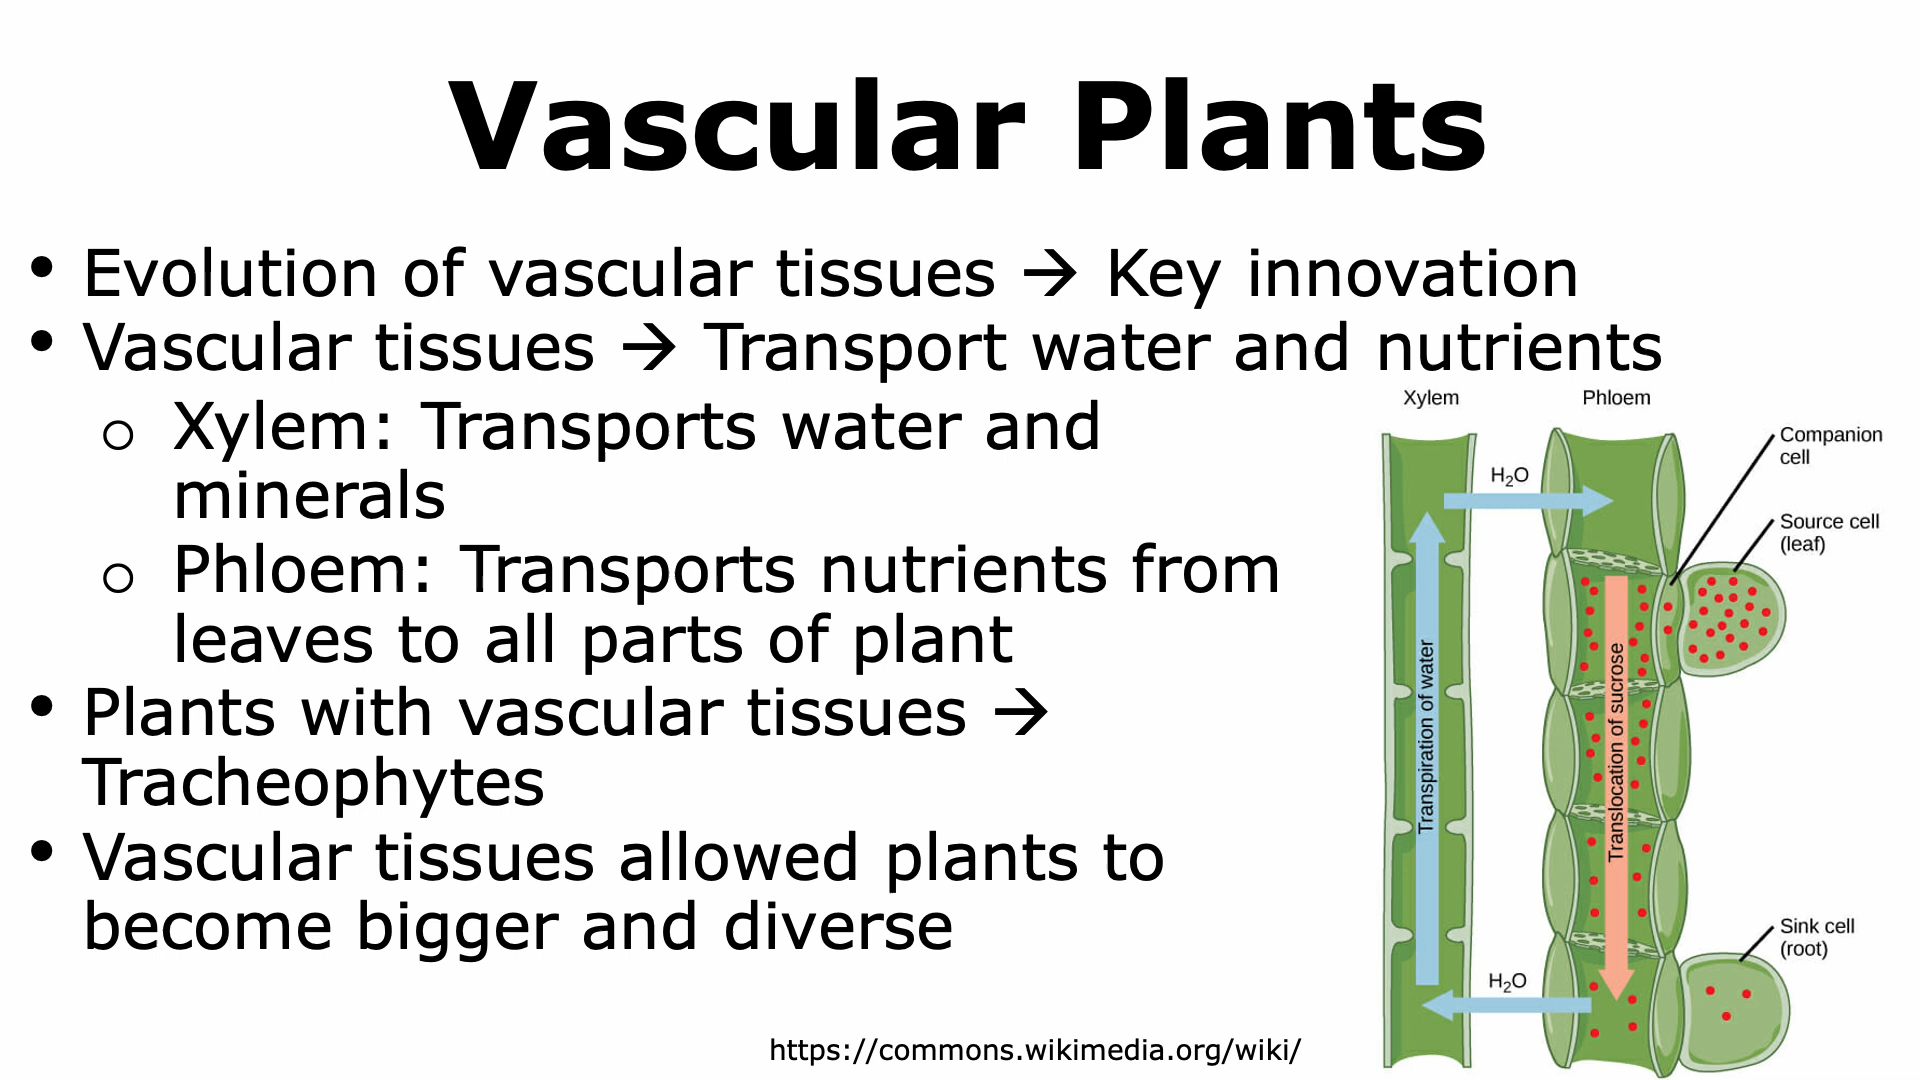 Vascular Plants
• Evolution of vascular tissues → Key innovation
• Vascular tissues → Transport water and nutrients
o Xylem: Transports water and
minerals
o Phloem: Transports nutrients from
leaves to all parts of plant
• Plants with vascular tissues →
Tracheophytes
• Vascular tissues allowed plants to
become bigger and diverse
https://commons.wikimedia.org/wiki/
Xylem
Phloem
Companion
cell
H₂O
Source cell
(leaf)
Transpiration of water
Translocation of sucrose
Sink cell
(root)
H₂O